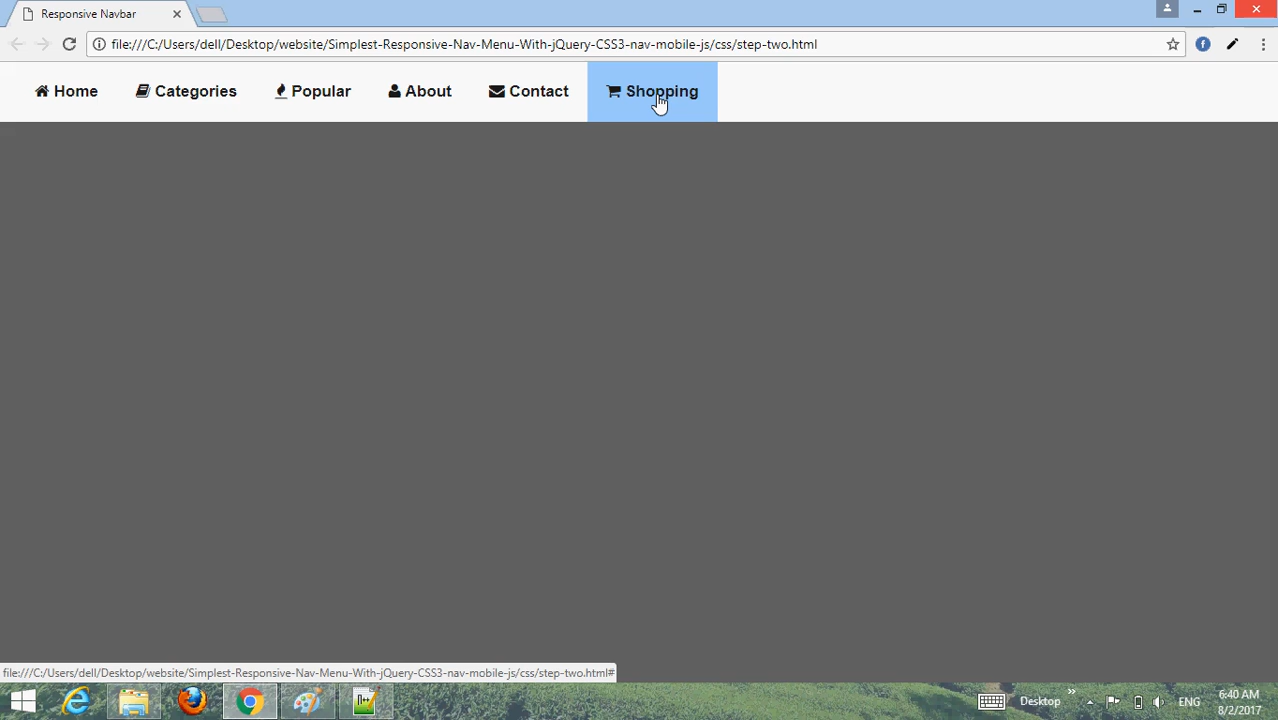 Responsive Navbar
file:///C:/Users/dell/Desktop/website/Simplest-Responsive-Nav-Menu-With-jQuery-CSS3-nav-mobile-js/css/step-two.html
Home Categories Popular About Contact Shopping
file:///C:/Users/dell/Desktop/website/Simplest-Responsive-Nav-Menu-With-jQuery-CSS3-nav-mobile-js/css/step-two.html#
Desktop » ENG 6:40 AM
8/2/2017